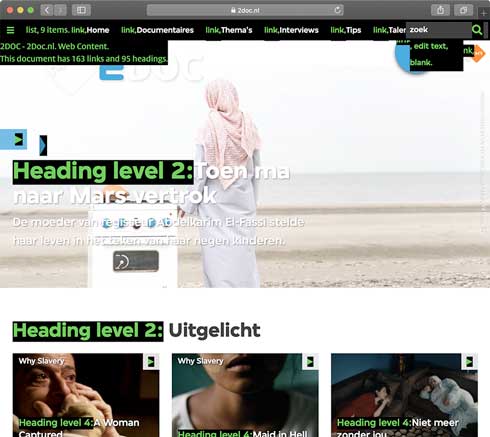 2doc.nl
list, 9 items. link,Home link,Documentaires link,Thema's link,Interviews link,Tips link,Talen
zoek
2DOC - 2Doc.nl. Web Content.
This document has 163 links and 95 headings.
, edit text,
blank.
nk,
2DOC
Heading level 2:Toen ma
naar Mars vertrok
De moeder van regisseur Abdelkarim El-Fassi stelde
haar leven in het teken van haar negen kinderen.
Heading level 2: Uitgelicht
Why Slavery
Why Slavery
Heading level 4:A Woman
Captured
Heading level 4:Maid in Hell
Heading level 4:Niet meer
zonder jou